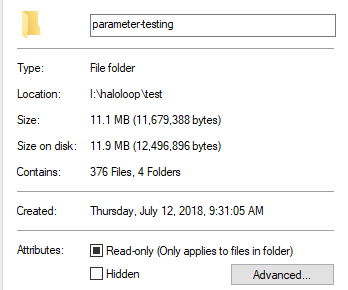 parameter-testing
Type: File folder
Location: I:\haloloop\test
Size: 11.1 MB (11,679,388 bytes)
Size on disk: 11.9 MB (12,496,896 bytes)
Contains: 376 Files, 4 Folders
Created: Thursday, July 12, 2018, 9:31:05 AM
Attributes: Read-only (Only applies to files in folder)
Hidden
Advanced...